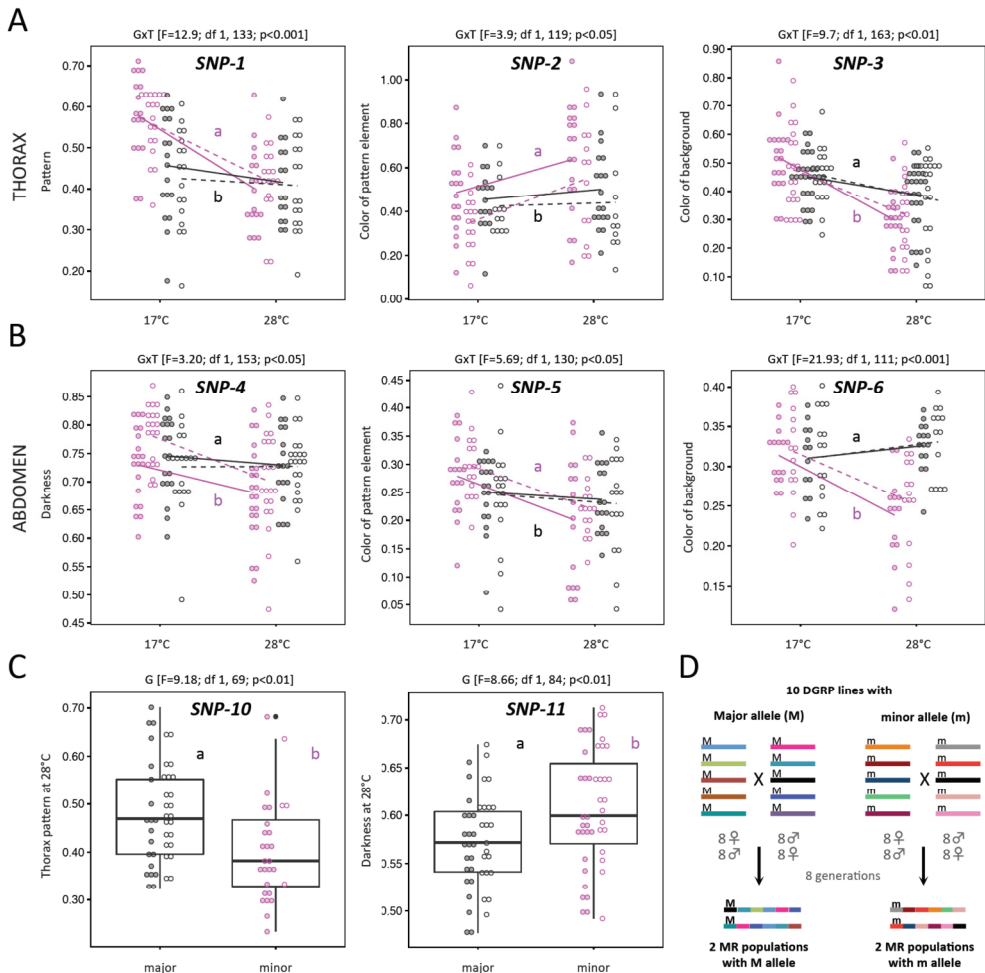 A
GxT [F=12.9; df 1, 133; p<0.001]
GxT [F=3.9; df 1, 119; p<0.05]
GxT [F=9.7; df 1, 163; p<0.01]
SNP-1
SNP-2
SNP-3
THORAX
Pattern
0.70
0.60
0.50
0.40
0.30
0.20
a
b
17°C
28°C
Color of pattern element
1.00
0.80
0.60
0.40
0.20
0.00
a
b
17°C
28°C
Color of background
0.90
0.80
0.70
0.60
0.50
0.40
0.30
0.20
0.10
a
b
17°C
28°C
B
GxT [F=3.20; df 1, 153; p<0.05]
GxT [F=5.69; df 1, 130; p<0.05]
GxT [F=21.93; df 1, 111; p<0.001]
SNP-4
SNP-5
SNP-6
ABDOMEN
Darkness
0.85
0.80
0.75
0.70
0.65
0.60
0.55
0.50
0.45
a
b
17°C
28°C
Color of pattern element
0.45
0.40
0.35
0.30
0.25
0.20
0.15
0.10
0.05
a
b
17°C
28°C
Color of background
0.40
0.35
0.30
0.25
0.20
0.15
a
b
17°C
28°C
C
G [F=9.18; df 1, 69; p<0.01]
G [F=8.66; df 1, 84; p<0.01]
SNP-10
SNP-11
Thorax pattern at 28°C
0.70
0.60
0.50
0.40
0.30
a
b
major
minor
Darkness at 28°C
0.70
0.65
0.60
0.55
0.50
a
b
major
minor
D
10 DGRP lines with
Major allele (M)
minor allele (m)
M M m m
M M m m
M M m m
M M m m
M M m m
X X
8♀ 8♂ 8♀ 8♂
8♂ 8♀ 8♂ 8♀
8 generations
M m
M m
2 MR populations
with M allele
2 MR populations
with m allele